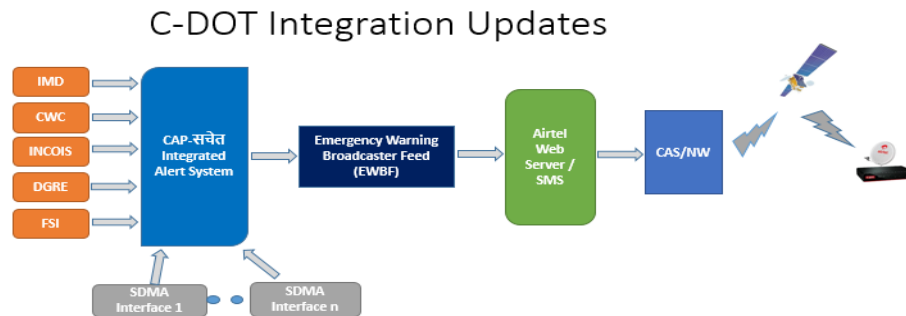 C-DOT Integration Updates
IMD
CWC
INCOIS
DGRE
FSI
CAP-सचेत
Integrated
Alert System
Emergency Warning
Broadcaster Feed
(EWBF)
Airtel
Web
Server /
SMS
CAS/NW
SDMA
Interface 1
SDMA
Interface n